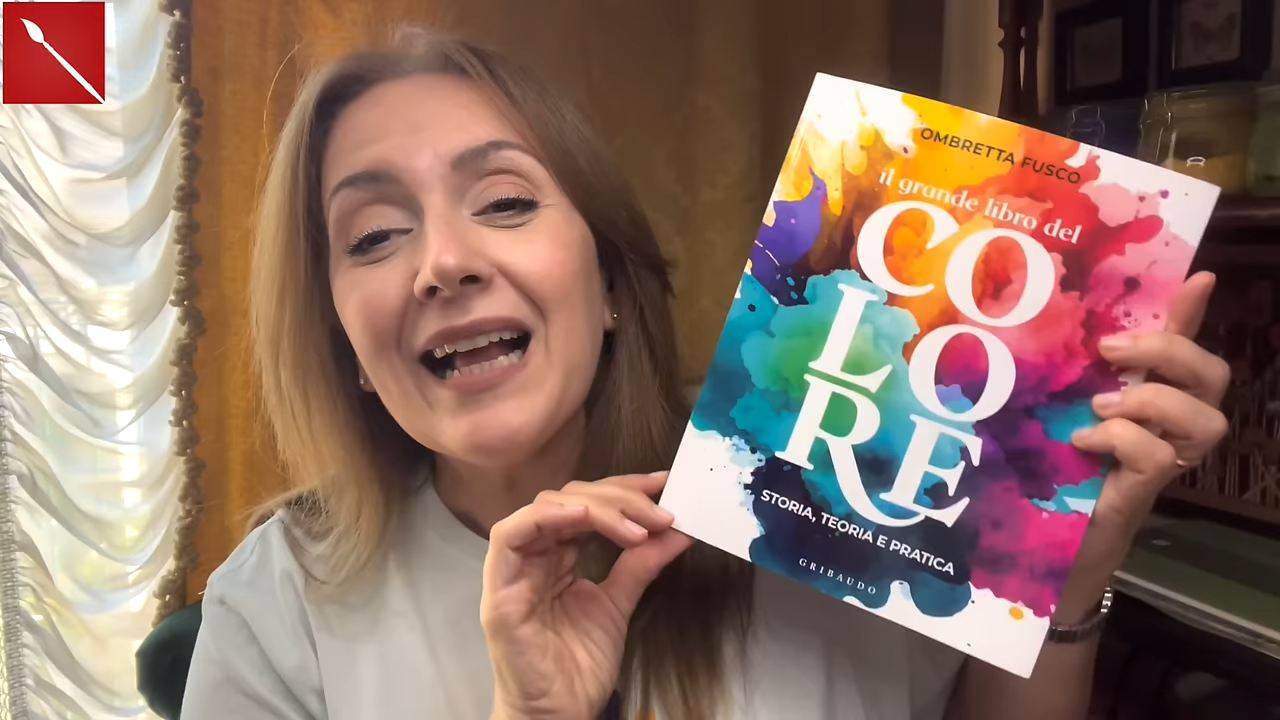 OMBRETTA FUSCO
il grande libro del
CO
LO
RE
STORIA, TEORIA E PRATICA
GRIBAUDO